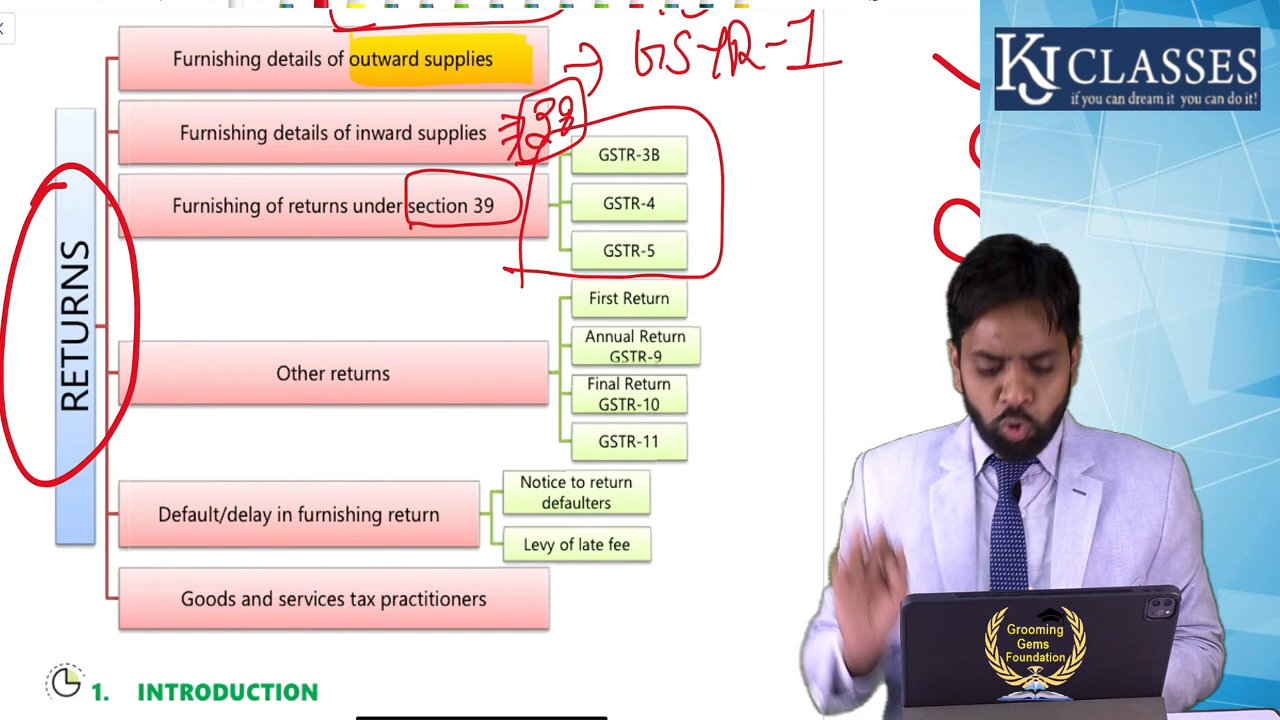 Furnishing details of outward supplies
→ GSTR-1
Furnishing details of inward supplies
38
Furnishing of returns under section 39
GSTR-3B
GSTR-4
GSTR-5
RETURNS
Other returns
First Return
Annual Return
GSTR-9
Final Return
GSTR-10
GSTR-11
Default/delay in furnishing return
Notice to return
defaulters
Levy of late fee
Goods and services tax practitioners
1. INTRODUCTION
KJ CLASSES
if you can dream it you can do it!
Grooming
Gems
Foundation